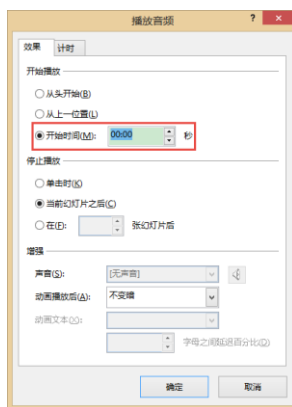 播放音频
? ×
效果 计时
开始播放
从头开始(B)
从上一位置(L)
开始时间(M): 00:00 秒
停止播放
单击时(K)
当前幻灯片之后(C)
在(F): 张幻灯片后
增强
声音(S): [无声音]
动画播放后(A): 不变暗
动画文本(X):
字母之间延迟百分比(D)
确定 取消